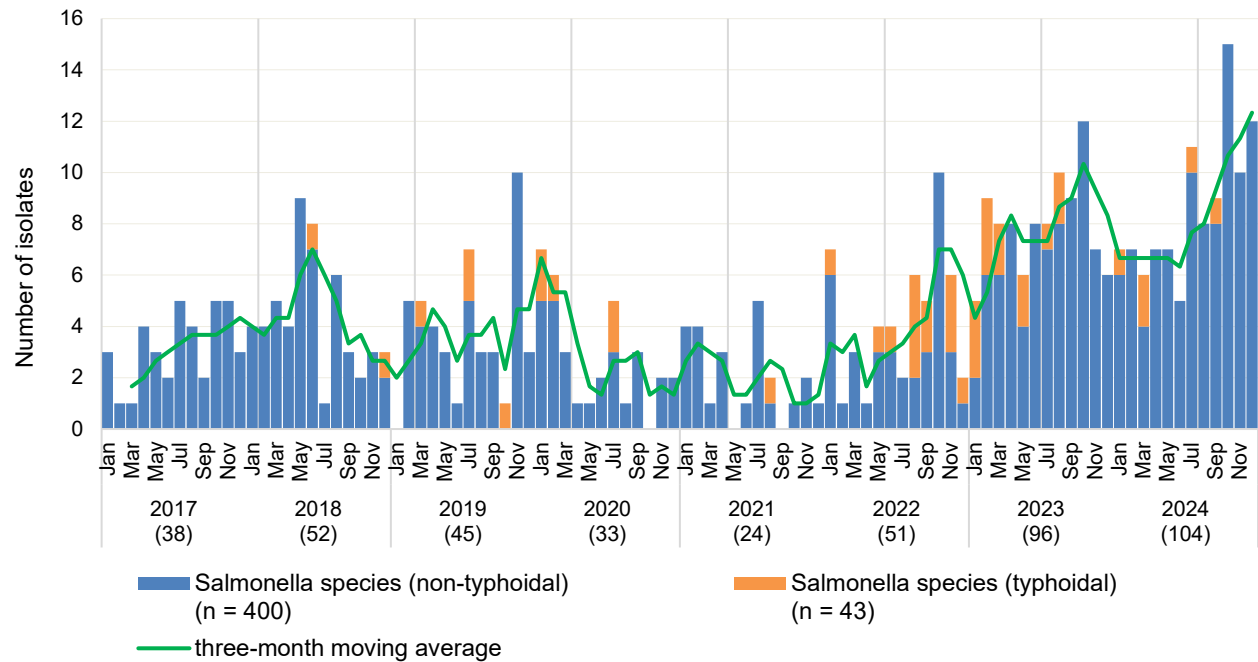 16
14
12
10
8
6
4
2
0
Number of isolates
Jan Mar May Jul Sep Nov Jan Mar May Jul Sep Nov Jan Mar May Jul Sep Nov Jan Mar May Jul Sep Nov Jan Mar May Jul Sep Nov Jan Mar May Jul Sep Nov Jan Mar May Jul Sep Nov Jan Mar May Jul Sep Nov
2017 2018 2019 2020 2021 2022 2023 2024
(38) (52) (45) (33) (24) (51) (96) (104)
Salmonella species (non-typhoidal)
(n = 400)
Salmonella species (typhoidal)
(n = 43)
three-month moving average